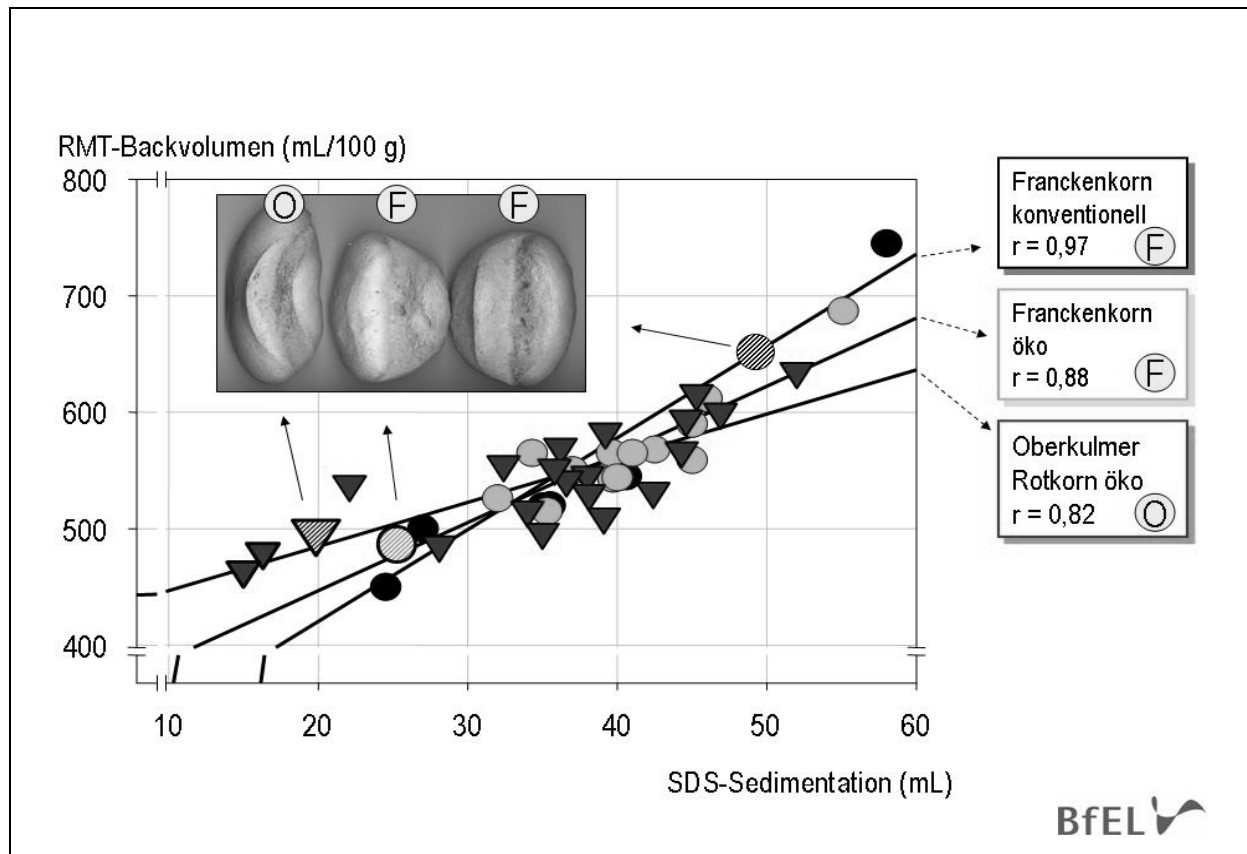 RMT-Backvolumen (mL/100 g)
800
700
600
500
400
10 20 30 40 50 60
SDS-Sedimentation (mL)
O F F
Franckenkorn
konventionell
r = 0,97 F
Franckenkorn
öko
r = 0,88 F
Oberkulmer
Rotkorn öko
r = 0,82 O
BfEL